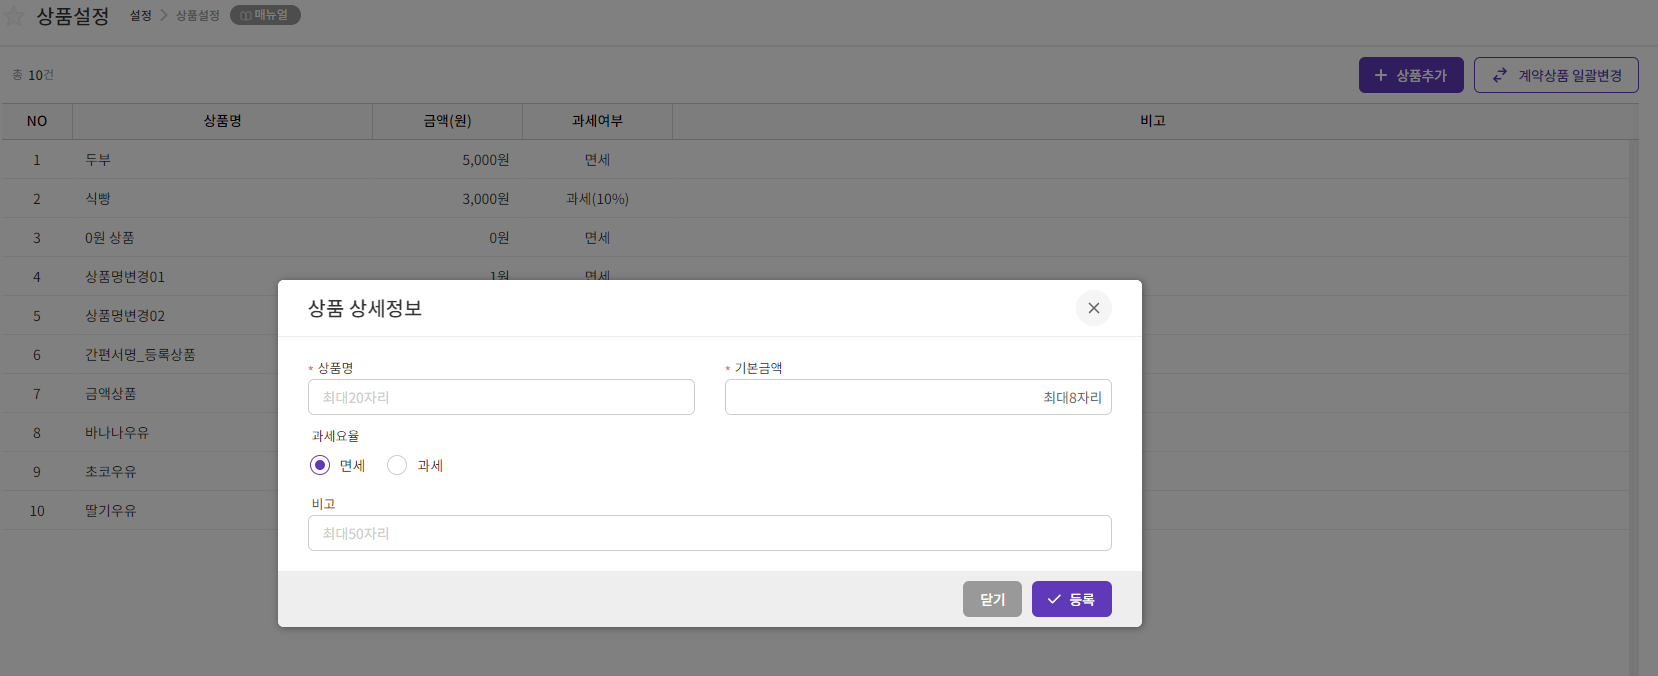 상품설정 설정 상품설정 매뉴얼
총 10건 상품추가 계약상품 일괄변경
NO 상품명 금액(원) 과세여부 비고
1 두부 5,000원 면세
2 식빵 3,000원 과세(10%)
3 0원 상품 0원 면세
4 상품명변경01 1원 면세
5 상품명변경02
6 간편서명_등록상품
7 금액상품
8 바나나우유
9 초코우유
10 딸기우유
상품 상세정보
* 상품명 * 기본금액
최대20자리 최대8자리
과세요율
면세 과세
비고
최대50자리
닫기 등록